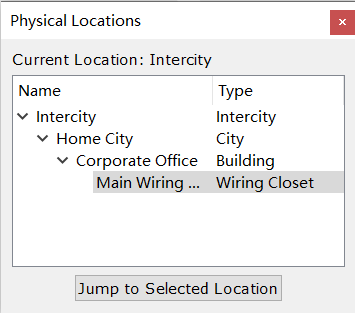 Physical Locations
Current Location: Intercity
Name Type
Intercity Intercity
Home City City
Corporate Office Building
Main Wiring ... Wiring Closet
Jump to Selected Location